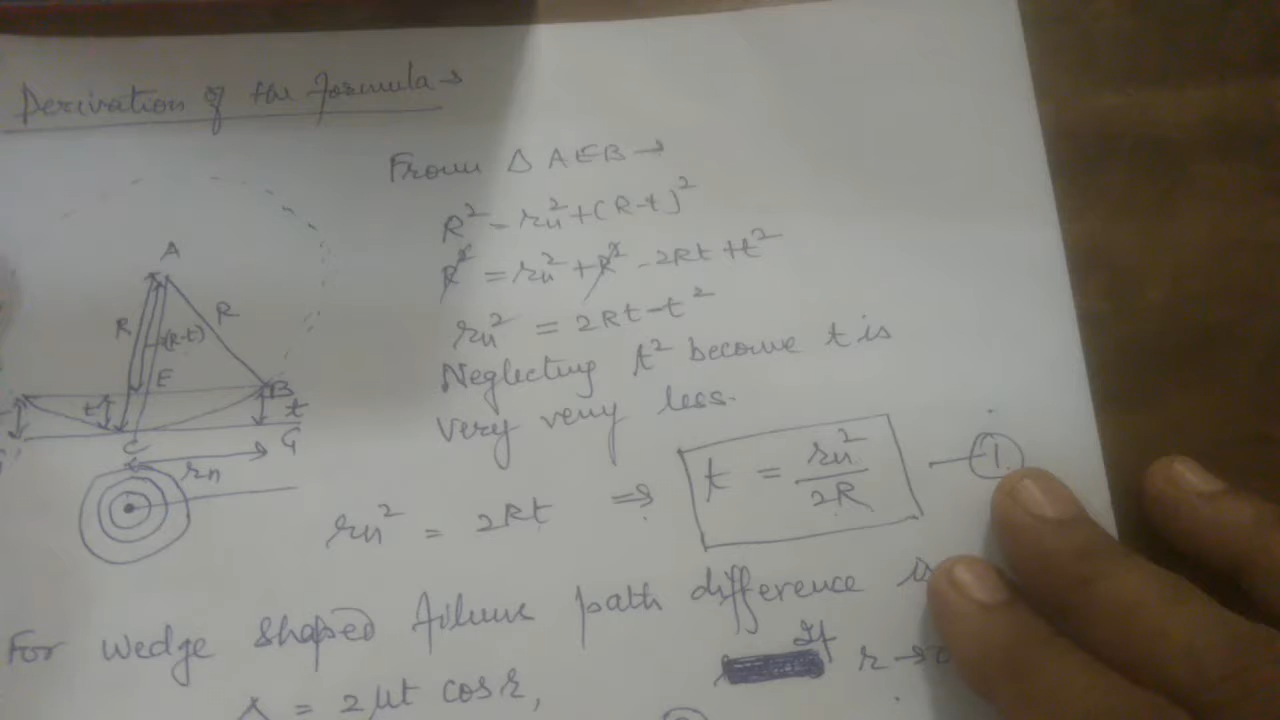 Derivation of the formula →
From Δ AEB →
R² = rn² + (R-t)²
R² = rn² + R² - 2Rt + t²
rn² = 2Rt - t²
Neglecting t² become t is
very very less.
rn² = 2Rt ⇒ t = rn²/2R — ①
A
R
R
(R-t)
E
B
t
t
C
G
rn
For wedge shaped films path difference is
If r →
Δ = 2μt cos r,